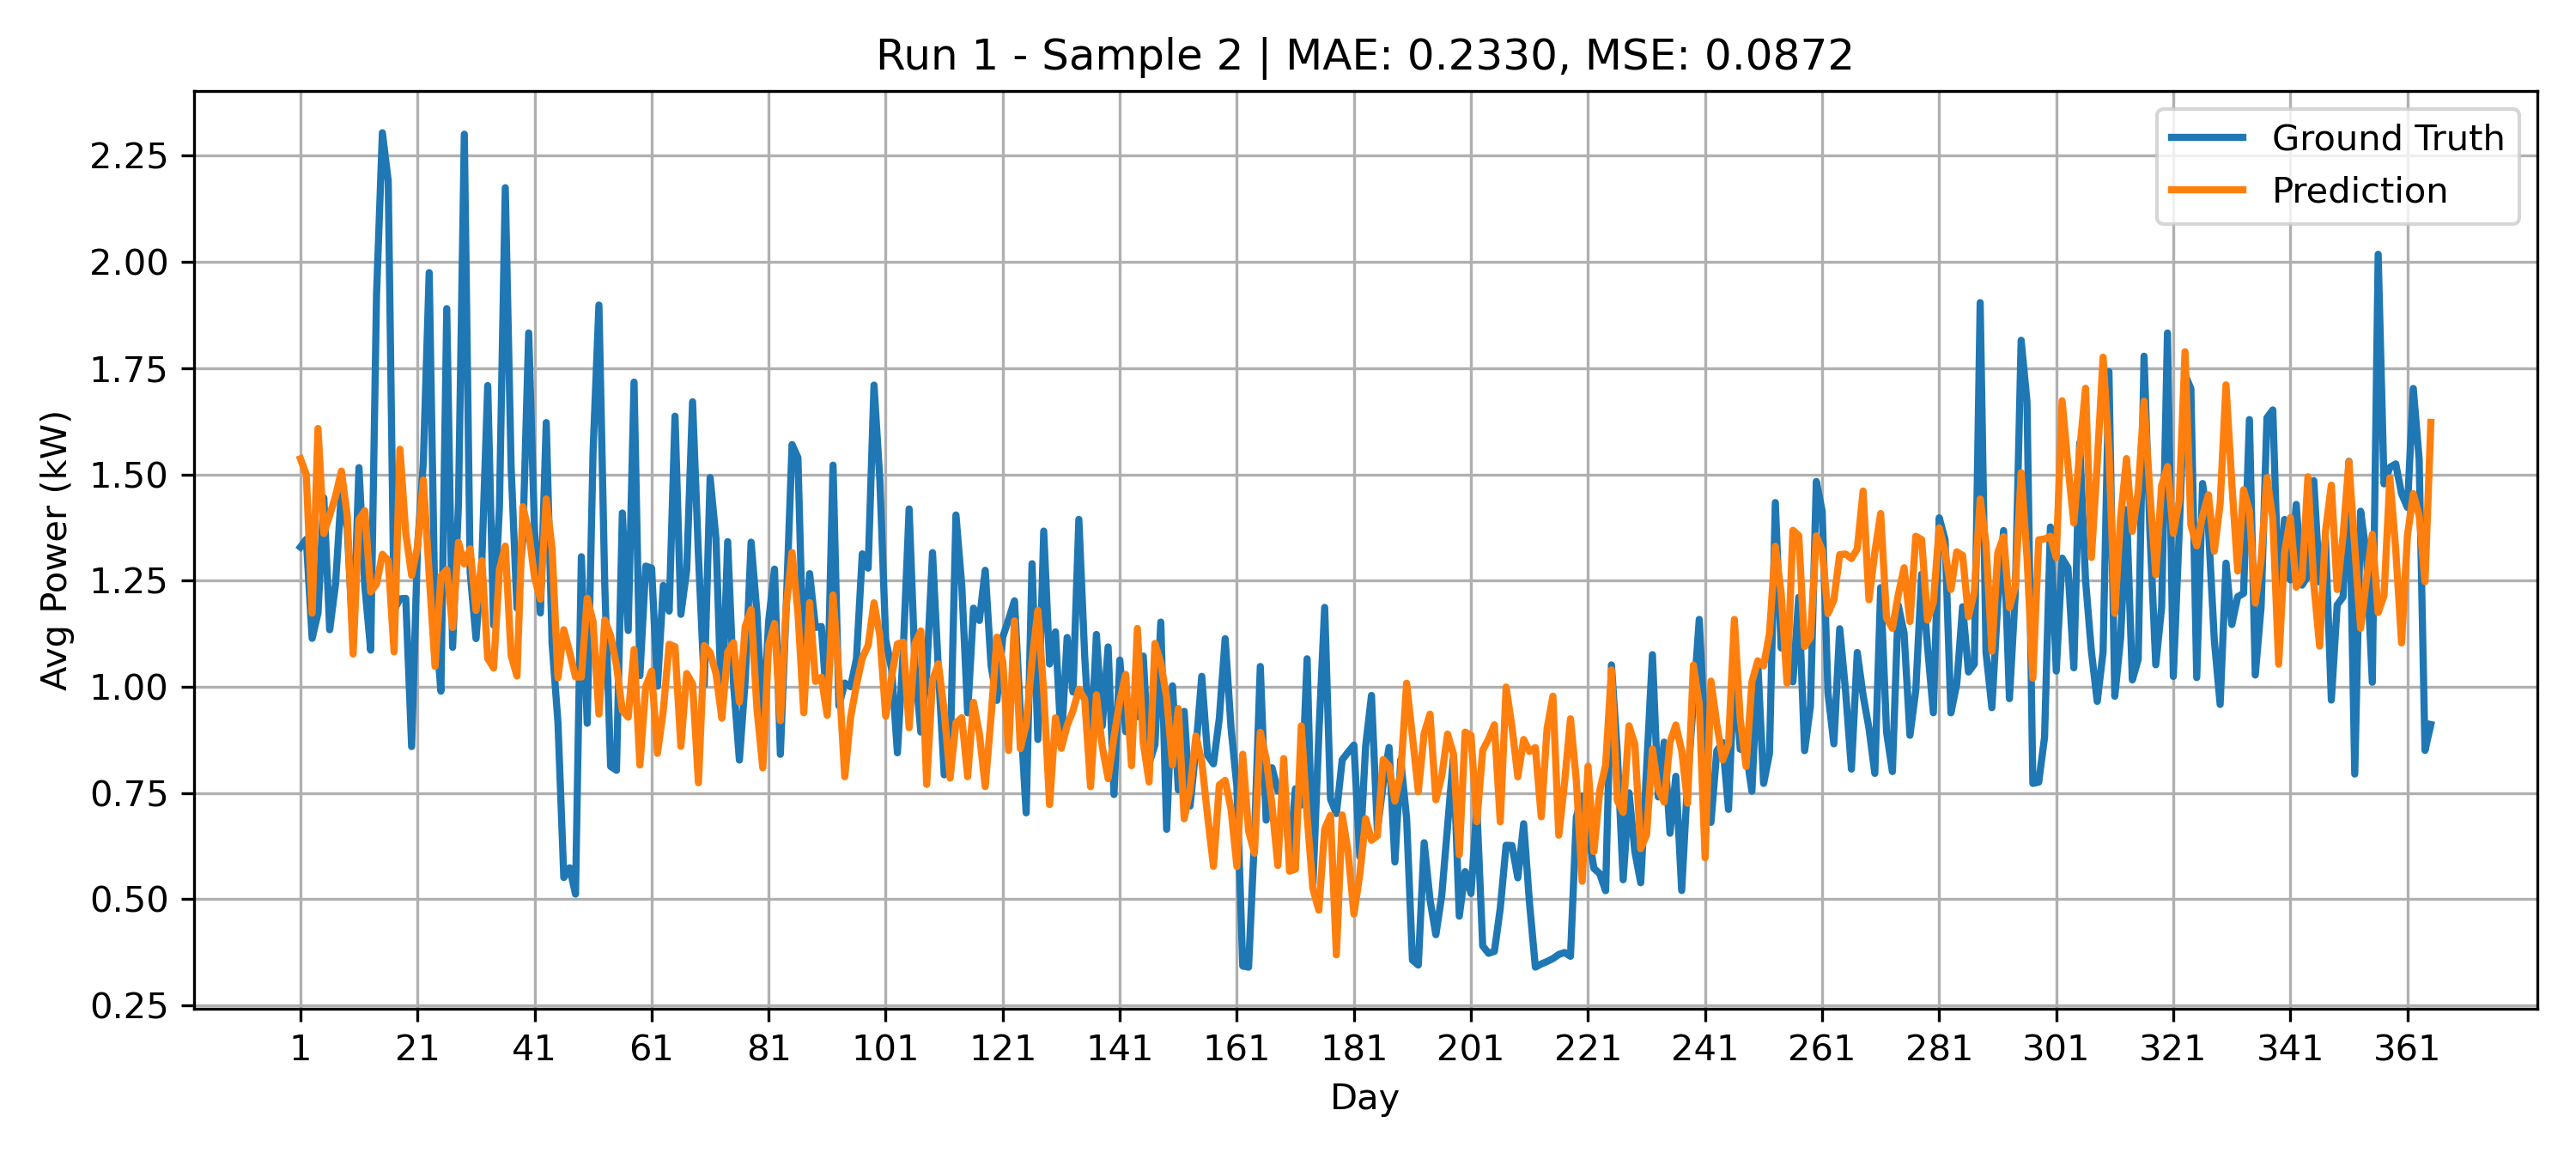 Run 1 - Sample 2 | MAE: 0.2330, MSE: 0.0872
Ground Truth
Prediction
Avg Power (kW)
2.25
2.00
1.75
1.50
1.25
1.00
0.75
0.50
0.25
1 21 41 61 81 101 121 141 161 181 201 221 241 261 281 301 321 341 361
Day